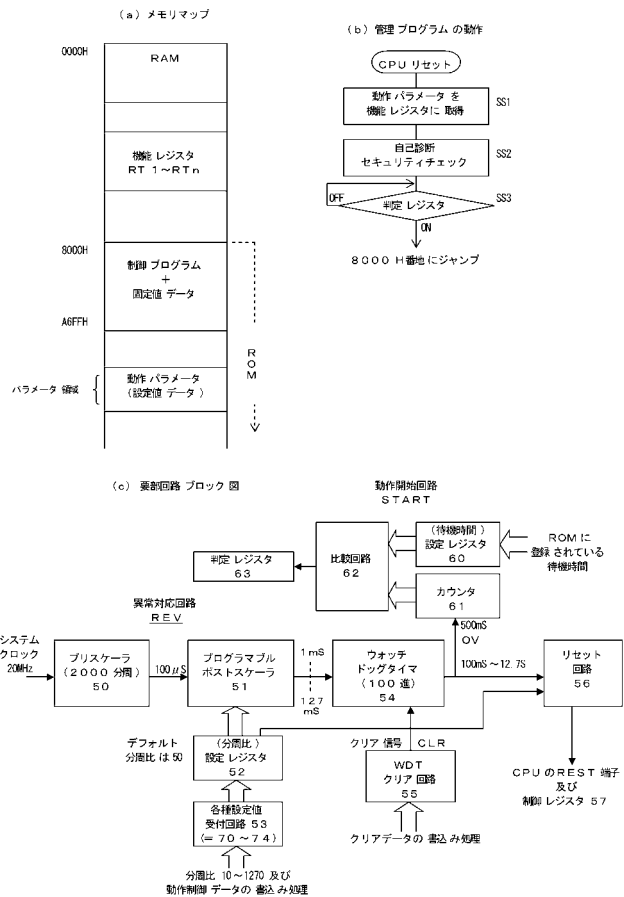 (a) メモリマップ
0000H
RAM
機能 レジスタ
RT 1～RTn
8000H
制御 プログラム
+
固定値 データ
A6FFH
ROM
パラメータ 領域
動作 パラメータ
(設定値 データ)
(b) 管理 プログラム の動作
CPU リセット
動作 パラメータ を
機能 レジスタに 取得
SS1
自己診断
セキュリティチェック
SS2
OFF
判定 レジスタ
SS3
ON
8000 H番地 にジャンプ
(c) 要部回路 ブロック 図
動作開始回路
START
判定 レジスタ
63
比較回路
62
(待機時間)
設定 レジスタ
60
ROM に
登録 されている
待機時間
カウンタ
61
異常対応回路
REV
500mS
OV
システム
クロック
20MHz
プリスケーラ
(2000 分周)
50
100μS
プログラマブル
ポストスケーラ
51
1 mS
127
mS
ウォッチ
ドッグタイマ
(100 進)
54
100mS～12.7S
リセット
回路
56
デフォルト
分周比 は 50
(分周比)
設定 レジスタ
52
クリア 信号 CLR
WDT
クリア 回路
55
CPU のREST 端子
及び
制御 レジスタ 57
各種設定値
受付回路 53
(=70～74)
クリアデータの 書込み処理
分周比 10～1270 及び
動作制御 データの 書込み処理